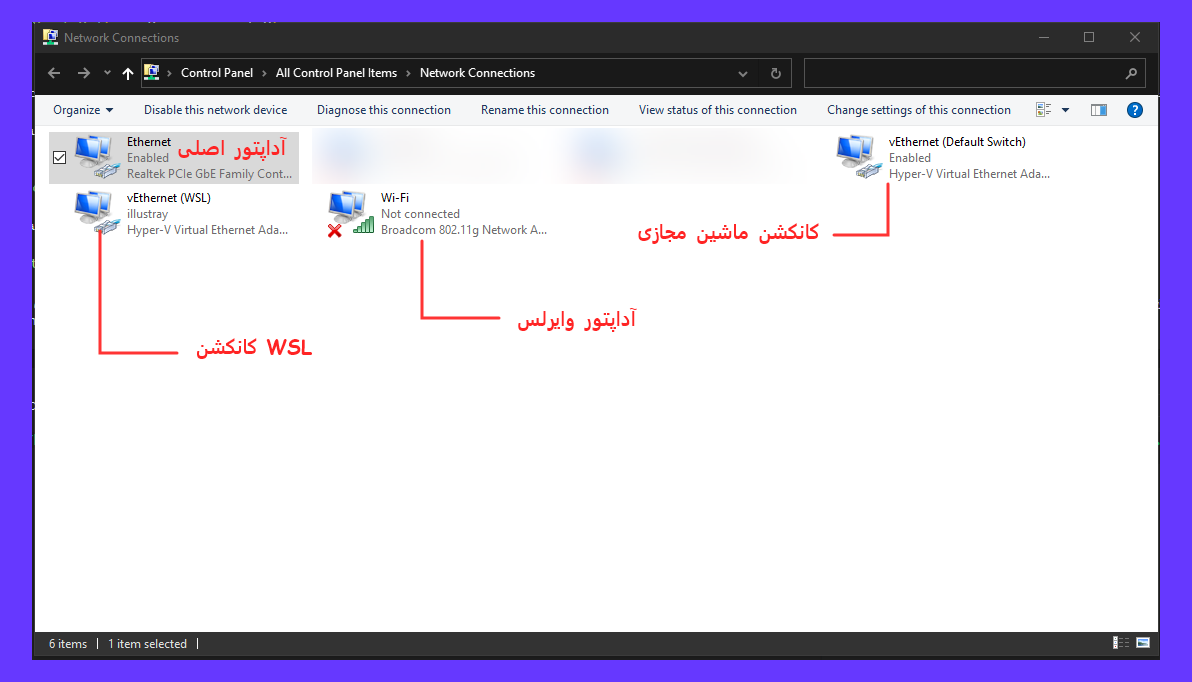 Network Connections
Control Panel > All Control Panel Items > Network Connections
Organize
Disable this network device
Diagnose this connection
Rename this connection
View status of this connection
Change settings of this connection
Ethernet
Enabled
Realtek PCIe GbE Family Cont...
آداپتور اصلی
vEthernet (Default Switch)
Enabled
Hyper-V Virtual Ethernet Ada...
vEthernet (WSL)
illustray
Hyper-V Virtual Ethernet Ada...
Wi-Fi
Not connected
Broadcom 802.11g Network A...
کانکشن ماشین مجازی
آداپتور وایرلس
کانکشن WSL
6 items
1 item selected